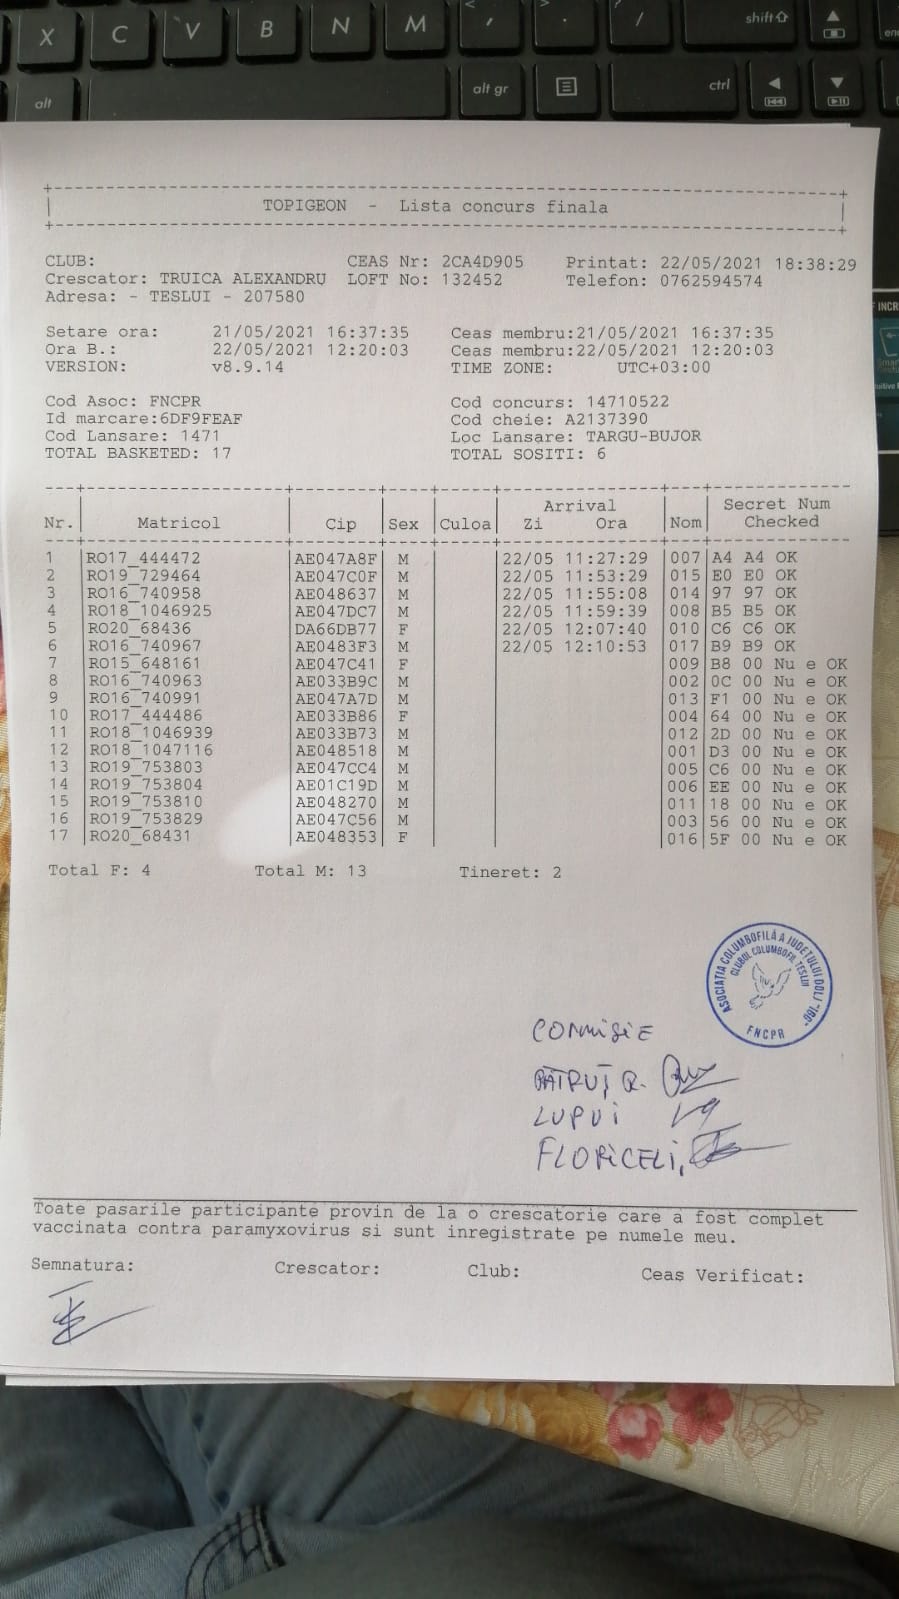 X C V B N M < , > . / shift
alt alt gr ctrl
+--------------------------------------------------+
TOPIGEON - Lista concurs finala
+--------------------------------------------------+
CLUB: CEAS Nr: 2CA4D905 Printat: 22/05/2021 18:38:29
Crescator: TRUICA ALEXANDRU LOFT No: 132452 Telefon: 0762594574
Adresa: - TESLUI - 207580
Setare ora: 21/05/2021 16:37:35 Ceas membru:21/05/2021 16:37:35
Ora B.: 22/05/2021 12:20:03 Ceas membru:22/05/2021 12:20:03
VERSION: v8.9.14 TIME ZONE: UTC+03:00
Cod Asoc: FNCPR Cod concurs: 14710522
Id marcare:6DF9FEAF Cod cheie: A2137390
Cod Lansare: 1471 Loc Lansare: TARGU-BUJOR
TOTAL BASKETED: 17 TOTAL SOSITI: 6
Arrival Secret Num
Nr. Matricol Cip Sex Culoa Zi Ora Nom Checked
1 RO17_444472 AE047A8F M 22/05 11:27:29 007 A4 A4 OK
2 RO19_729464 AE047C0F M 22/05 11:53:29 015 E0 E0 OK
3 RO16_740958 AE048637 M 22/05 11:55:08 014 97 97 OK
4 RO18_1046925 AE047DC7 M 22/05 11:59:39 008 B5 B5 OK
5 RO20_68436 DA66DB77 F 22/05 12:07:40 010 C6 C6 OK
6 RO16_740967 AE0483F3 M 22/05 12:10:53 017 B9 B9 OK
7 RO15_648161 AE047C41 F 009 B8 00 Nu e OK
8 RO16_740963 AE033B9C M 002 0C 00 Nu e OK
9 RO16_740991 AE047A7D M 013 F1 00 Nu e OK
10 RO17_444486 AE033B86 F 004 64 00 Nu e OK
11 RO18_1046939 AE033B73 M 012 2D 00 Nu e OK
12 RO18_1047116 AE048518 M 001 D3 00 Nu e OK
13 RO19_753803 AE047CC4 M 005 C6 00 Nu e OK
14 RO19_753804 AE01C19D M 006 EE 00 Nu e OK
15 RO19_753810 AE048270 M 011 18 00 Nu e OK
16 RO19_753829 AE047C56 M 003 56 00 Nu e OK
17 RO20_68431 AE048353 F 016 5F 00 Nu e OK
Total F: 4 Total M: 13 Tineret: 2
ASOCIAȚIA COLUMBOFILĂ A JUDEȚULUI DOLJ
CLUBUL COLUMBOFIL TESLUI
FNCPR
COMISIE
PĂTRUȚ R.
LUPUI
FLORICELI,
Toate pasarile participante provin de la o crescatorie care a fost complet
vaccinata contra paramyxovirus si sunt inregistrate pe numele meu.
Semnatura: Crescator: Club: Ceas Verificat: